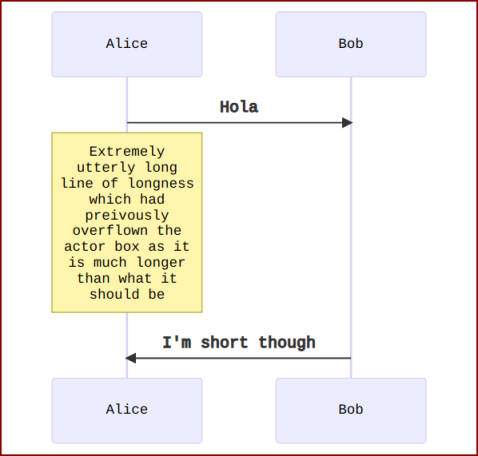 Alice
Bob
Hola
Extremely
utterly long
line of longness
which had
preivously
overflown the
actor box as it
is much longer
than what it
should be
I'm short though
Alice
Bob